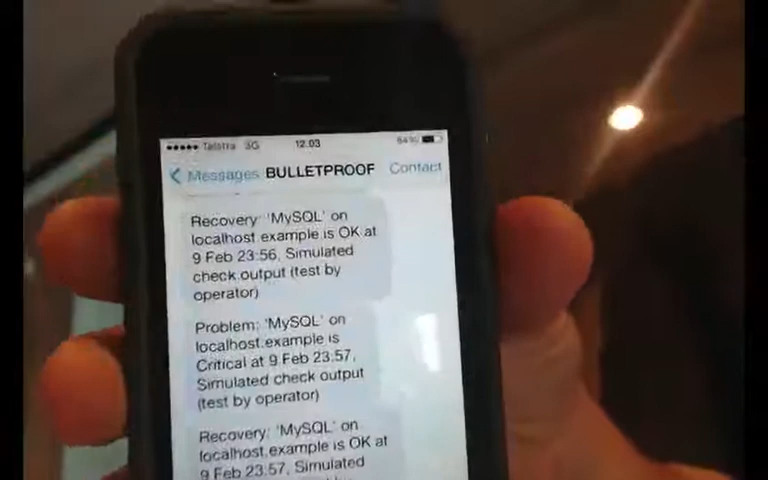 Telstra 3G 12.03 64%
Messages BULLETPROOF Contact
Recovery: 'MySQL' on
localhost.example is OK at
9 Feb 23:56, Simulated
check output (test by
operator)
Problem: 'MySQL' on
localhost.example is
Critical at 9 Feb 23:57,
Simulated check output
(test by operator)
Recovery: 'MySQL' on
localhost.example is OK at
9 Feb 23:57, Simulated